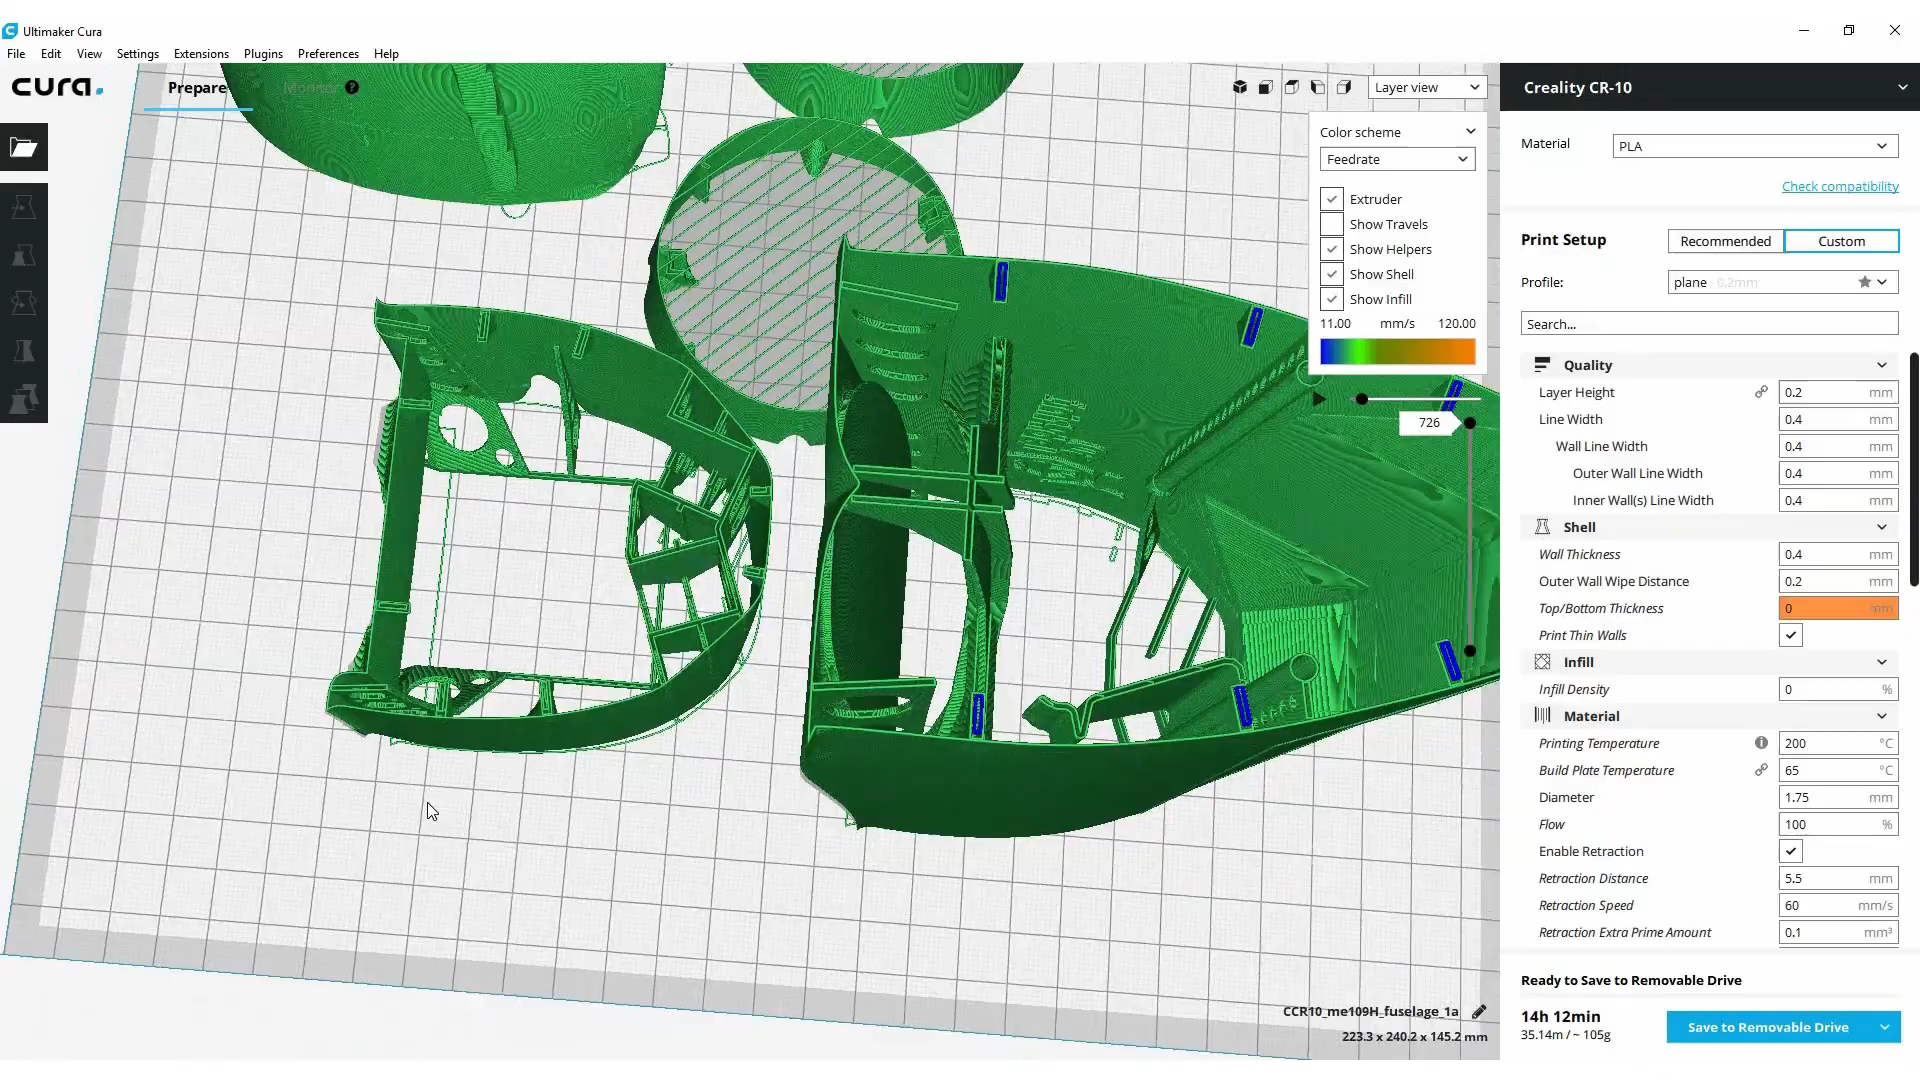 Ultimaker Cura
File Edit View Settings Extensions Plugins Preferences Help
cura.
Prepare
Monitor
Layer view
Color scheme
Feedrate
Extruder
Show Travels
Show Helpers
Show Shell
Show Infill
11.00 mm/s 120.00
726
CCR10_me109H_fuselage_1a
223.3 x 240.2 x 145.2 mm
Creality CR-10
Material PLA
Check compatibility
Print Setup Recommended Custom
Profile: plane 0.2mm
Search...
Quality
Layer Height 0.2 mm
Line Width 0.4 mm
Wall Line Width 0.4 mm
Outer Wall Line Width 0.4 mm
Inner Wall(s) Line Width 0.4 mm
Shell
Wall Thickness 0.4 mm
Outer Wall Wipe Distance 0.2 mm
Top/Bottom Thickness 0 mm
Print Thin Walls
Infill
Infill Density 0 %
Material
Printing Temperature 200 °C
Build Plate Temperature 65 °C
Diameter 1.75 mm
Flow 100 %
Enable Retraction
Retraction Distance 5.5 mm
Retraction Speed 60 mm/s
Retraction Extra Prime Amount 0.1 mm³
Ready to Save to Removable Drive
14h 12min
35.14m / ~ 105g
Save to Removable Drive